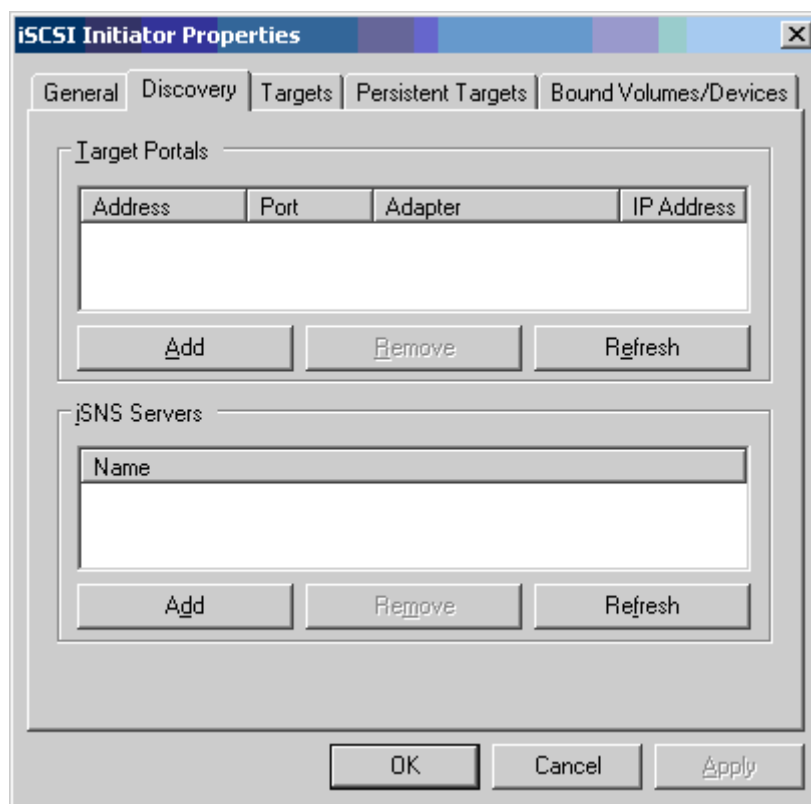 iSCSI Initiator Properties
General Discovery Targets Persistent Targets Bound Volumes/Devices
Target Portals
Address Port Adapter IP Address
Add Remove Refresh
iSNS Servers
Name
Add Remove Refresh
OK Cancel Apply